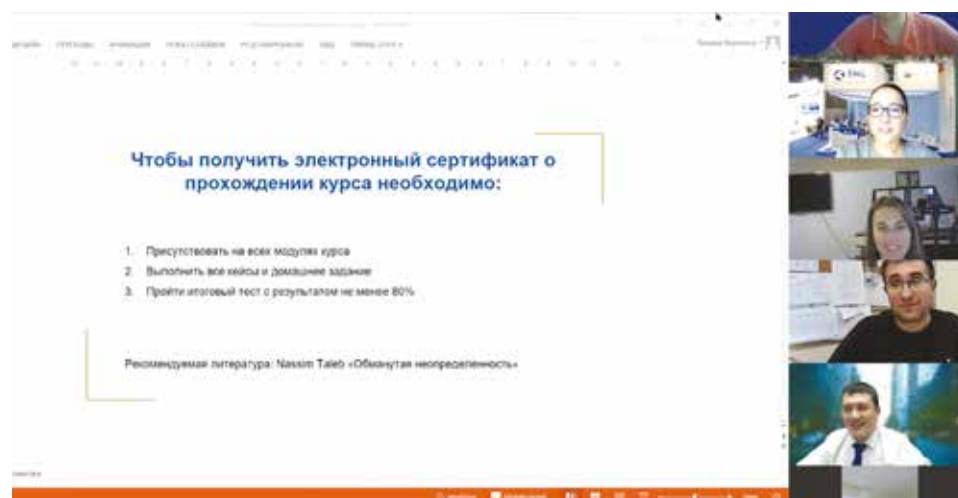 Чтобы получить электронный сертификат о
прохождении курса необходимо:
1. Присутствовать на всех модулях курса
2. Выполнить все кейсы и домашнее задание
3. Пройти итоговый тест с результатом не менее 80%
Рекомендуемая литература: Nassim Taleb «Обманутая неопределенность»